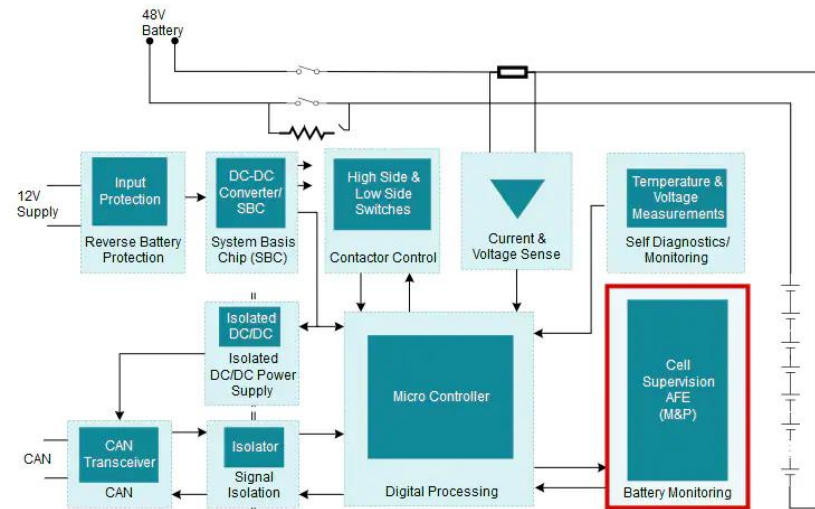 48V
Battery
12V
Supply
Input
Protection
Reverse Battery
Protection
DC-DC
Converter/
SBC
System Basis
Chip (SBC)
High Side &
Low Side
Switches
Contactor Control
Current &
Voltage Sense
Temperature &
Voltage
Measurements
Self Diagnostics/
Monitoring
Isolated
DC/DC
Isolated
DC/DC Power
Supply
Micro Controller
Digital Processing
Cell
Supervision
AFE
(M&P)
Battery Monitoring
CAN
CAN
Transceiver
CAN
Isolator
Signal
Isolation